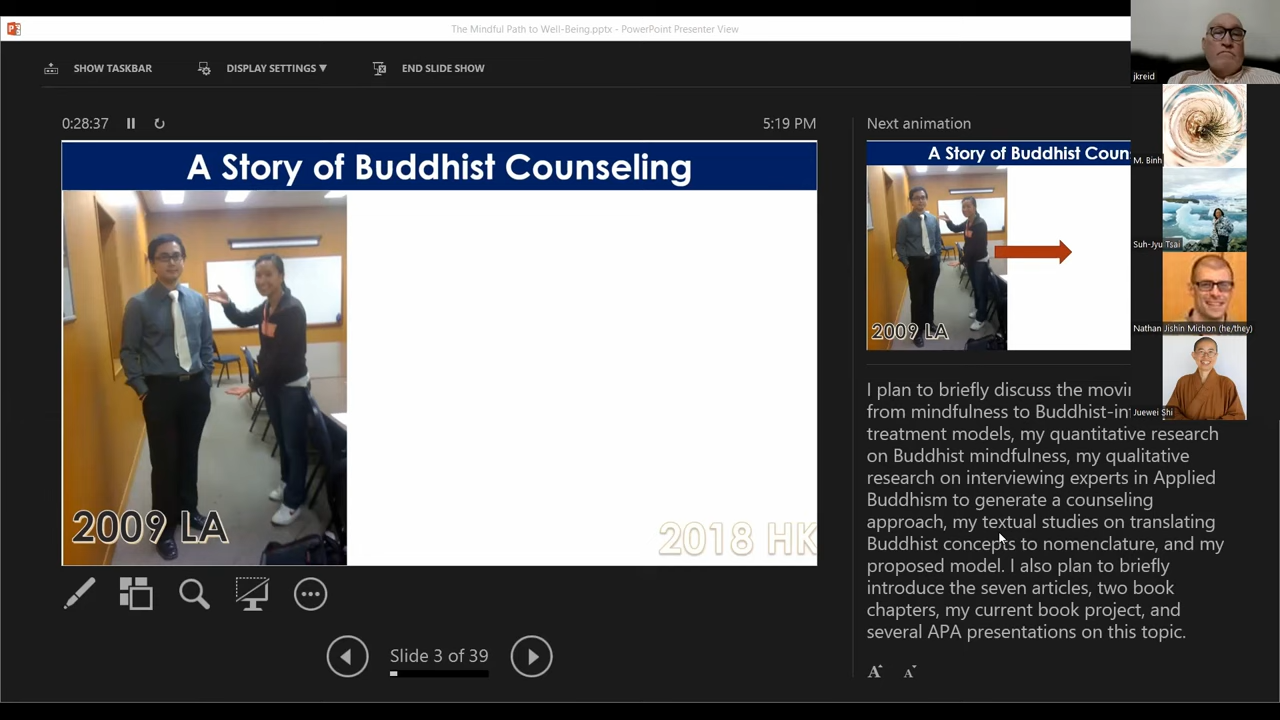 The Mindful Path to Well-Being.pptx - PowerPoint Presenter View
SHOW TASKBAR
DISPLAY SETTINGS ▼
END SLIDE SHOW
0:28:37
5:19 PM
A Story of Buddhist Counseling
2009 LA
2018 HK
Slide 3 of 39
Next animation
A Story of Buddhist Coun
2009 LA
I plan to briefly discuss the
from mindfulness to
treatment models, my quantitative research
on Buddhist mindfulness, my qualitative
research on interviewing experts in Applied
Buddhism to generate a counseling
approach, my textual studies on translating
Buddhist concepts to nomenclature, and my
proposed model. I also plan to briefly
introduce the seven articles, two book
chapters, my current book project, and
several APA presentations on this topic.
A A
jkreid
M. Binh
Suh-Jyu Tsai
Nathan Jishin Michon (he/they)
Juewei Shi